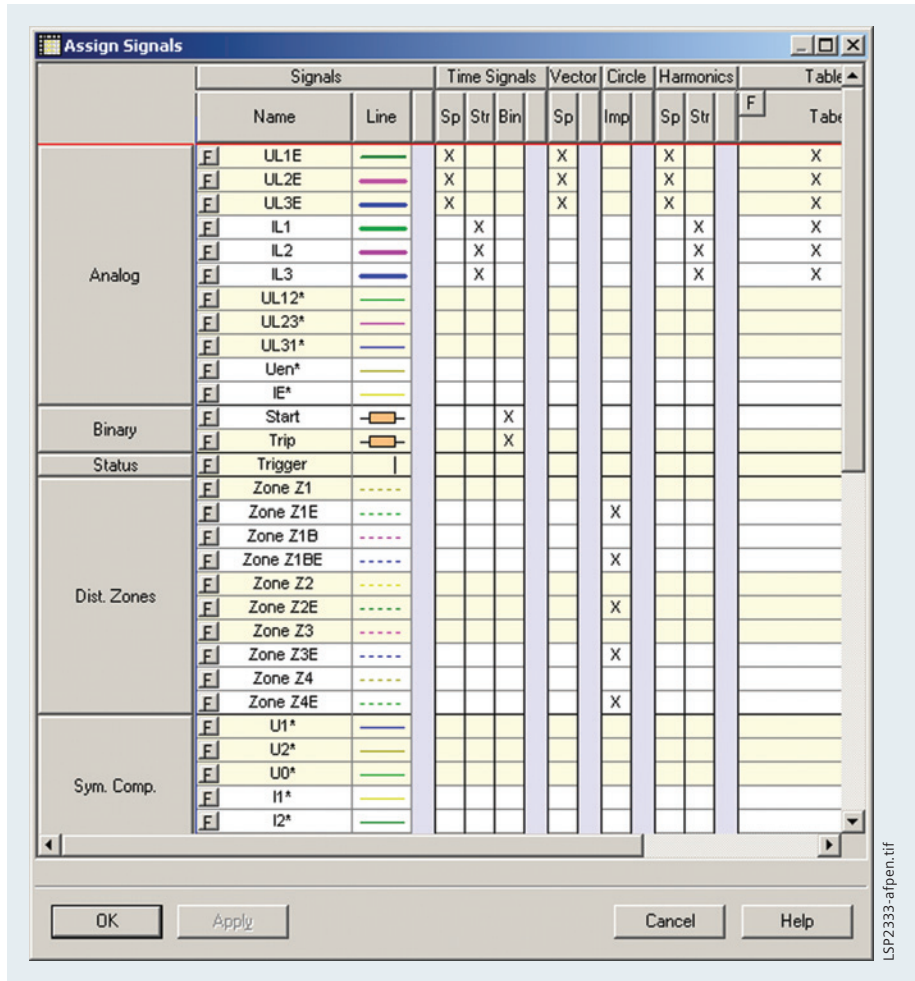 Assign Signals
Signals Time Signals Vector Circle Harmonics Table
Name Line Sp Str Bin Sp Imp Sp Str F Tabe
Analog
F UL1E X X X X
F UL2E X X X X
F UL3E X X X X
F IL1 X X X
F IL2 X X X
F IL3 X X X
F UL12*
F UL23*
F UL31*
F Uen*
F IE*
Binary
F Start X
F Trip X
Status F Trigger
Dist. Zones
F Zone Z1
F Zone Z1E X
F Zone Z1B
F Zone Z1BE X
F Zone Z2
F Zone Z2E X
F Zone Z3
F Zone Z3E X
F Zone Z4
F Zone Z4E X
Sym. Comp.
F U1*
F U2*
F U0*
F I1*
F I2*
OK Apply Cancel Help
LSP2333-afpen.tif